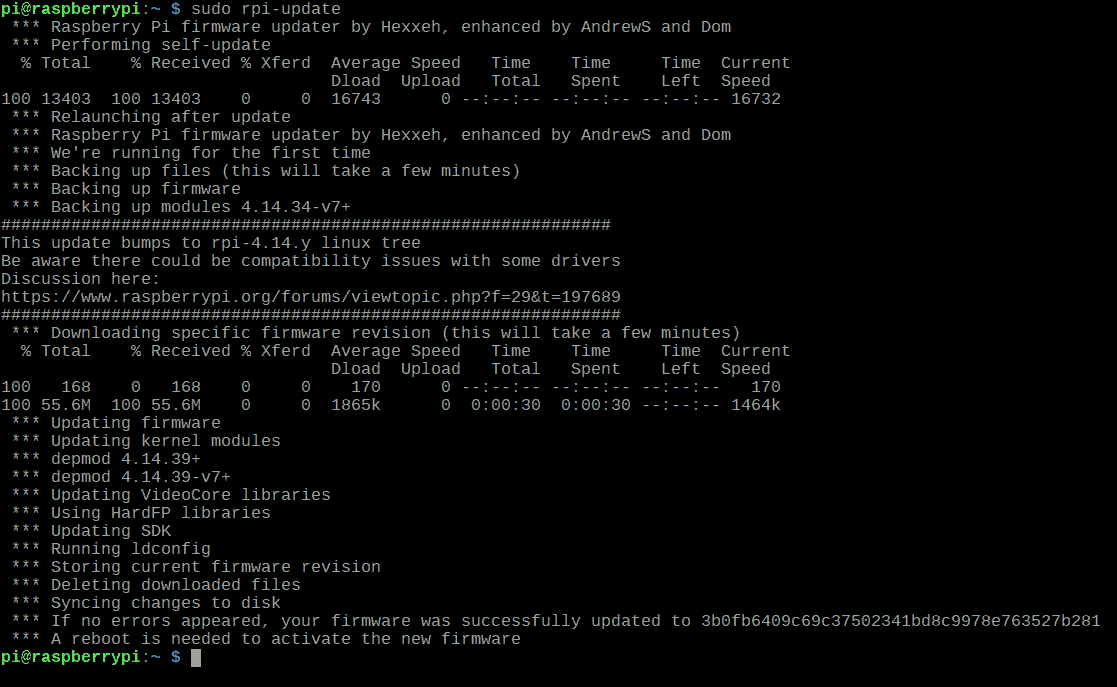 pi@raspberrypi:~ $ sudo rpi-update
 *** Raspberry Pi firmware updater by Hexxeh, enhanced by AndrewS and Dom
 *** Performing self-update
  % Total    % Received % Xferd  Average Speed   Time    Time     Time  Current
                                 Dload  Upload   Total   Spent    Left  Speed
100 13403  100 13403    0     0  16743      0 --:--:-- --:--:-- --:--:-- 16732
 *** Relaunching after update
 *** Raspberry Pi firmware updater by Hexxeh, enhanced by AndrewS and Dom
 *** We're running for the first time
 *** Backing up files (this will take a few minutes)
 *** Backing up firmware
 *** Backing up modules 4.14.34-v7+
#############################################################
This update bumps to rpi-4.14.y linux tree
Be aware there could be compatibility issues with some drivers
Discussion here:
https://www.raspberrypi.org/forums/viewtopic.php?f=29&t=197689
##############################################################
 *** Downloading specific firmware revision (this will take a few minutes)
  % Total    % Received % Xferd  Average Speed   Time    Time     Time  Current
                                 Dload  Upload   Total   Spent    Left  Speed
100   168    0   168    0     0    170      0 --:--:-- --:--:-- --:--:--   170
100 55.6M  100 55.6M    0     0  1865k      0  0:00:30  0:00:30 --:--:-- 1464k
 *** Updating firmware
 *** Updating kernel modules
 *** depmod 4.14.39+
 *** depmod 4.14.39-v7+
 *** Updating VideoCore libraries
 *** Using HardFP libraries
 *** Updating SDK
 *** Running ldconfig
 *** Storing current firmware revision
 *** Deleting downloaded files
 *** Syncing changes to disk
 *** If no errors appeared, your firmware was successfully updated to 3b0fb6409c69c37502341bd8c9978e763527b281
 *** A reboot is needed to activate the new firmware
pi@raspberrypi:~ $